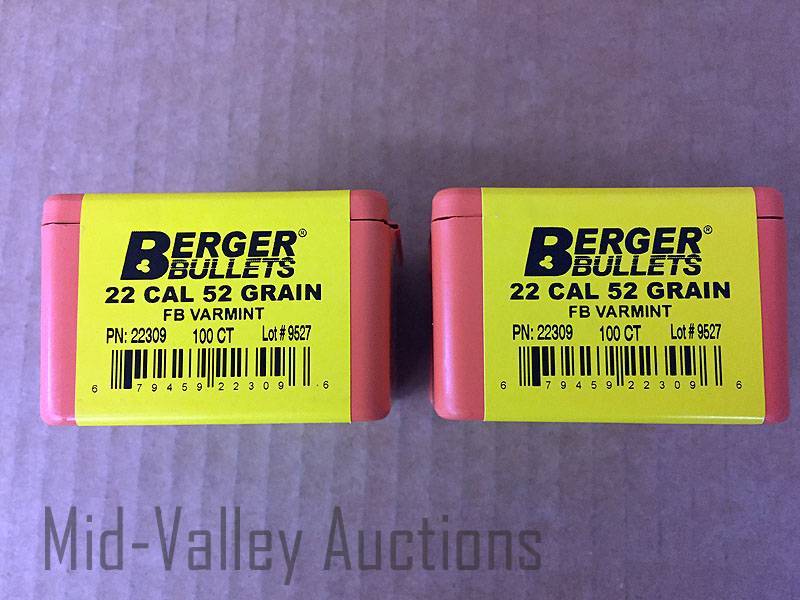 BERGER®
BULLETS
22 CAL 52 GRAIN
FB VARMINT
PN: 22309 100 CT Lot # 9527
6 79459 22309 6
BERGER®
BULLETS
22 CAL 52 GRAIN
FB VARMINT
PN: 22309 100 CT Lot # 9527
6 79459 22309 6
Mid-Valley Auctions